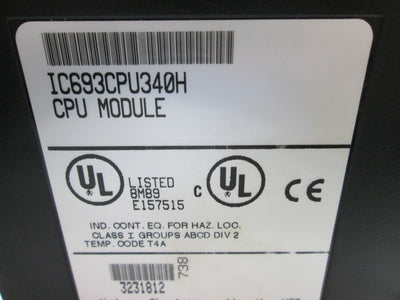 IC693CPU340H
CPU MODULE
UL LISTED
8M89
E157515
C UL CE
IND. CONT. EQ. FOR HAZ. LOC.
CLASS I GROUPS ABCD DIV 2
TEMP. CODE T4A
738
3231812